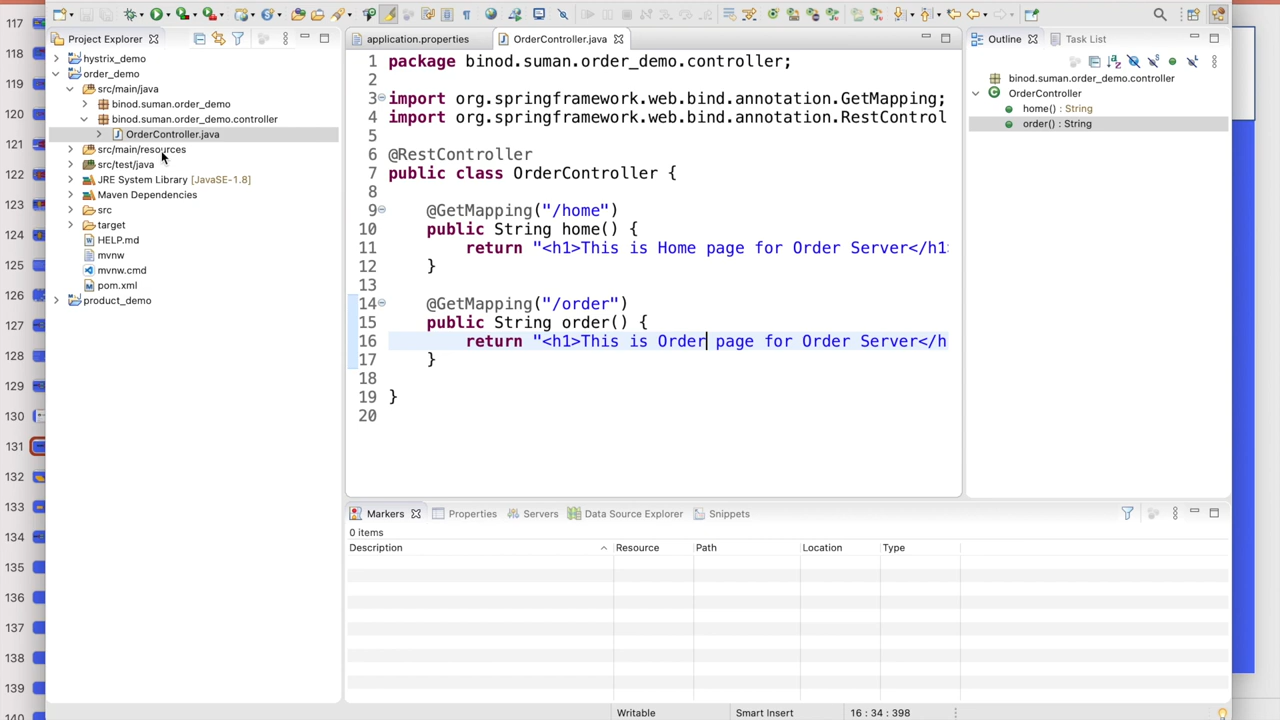 117
118
119
120
121
122
123
124
125
126
127
128
129
130
131
132
133
134
135
136
137
138
139
140
Project Explorer
hystrix_demo
order_demo
src/main/java
binod.suman.order_demo
binod.suman.order_demo.controller
OrderController.java
src/main/resources
src/test/java
JRE System Library [JavaSE-1.8]
Maven Dependencies
src
target
HELP.md
mvnw
mvnw.cmd
pom.xml
product_demo
application.properties
OrderController.java
1 package binod.suman.order_demo.controller;
2
3 import org.springframework.web.bind.annotation.GetMapping;
4 import org.springframework.web.bind.annotation.RestControl
5
6 @RestController
7 public class OrderController {
8
9 @GetMapping("/home")
10 public String home() {
11 return "<h1>This is Home page for Order Server</h1
12 }
13
14 @GetMapping("/order")
15 public String order() {
16 return "<h1>This is Order page for Order Server</h
17 }
18
19 }
20
Outline
Task List
binod.suman.order_demo.controller
OrderController
home() : String
order() : String
Markers
Properties
Servers
Data Source Explorer
Snippets
0 items
Description Resource Path Location Type
Writable Smart Insert 16 : 34 : 398